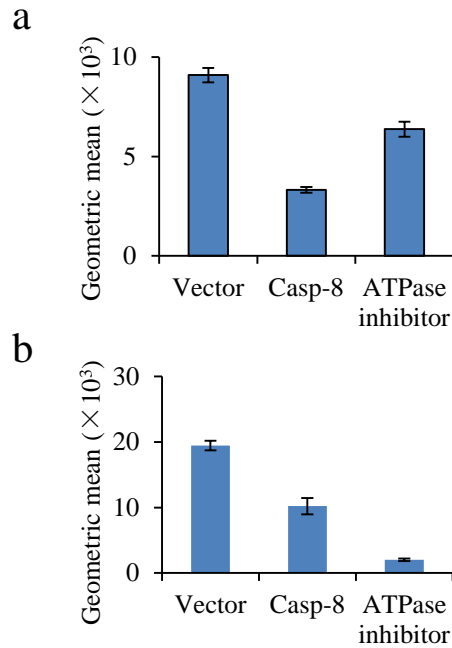 a
Geometric mean (×10³)
10
5
0
Vector Casp-8 ATPase
inhibitor
b
Geometric mean (×10³)
30
20
10
0
Vector Casp-8 ATPase
inhibitor